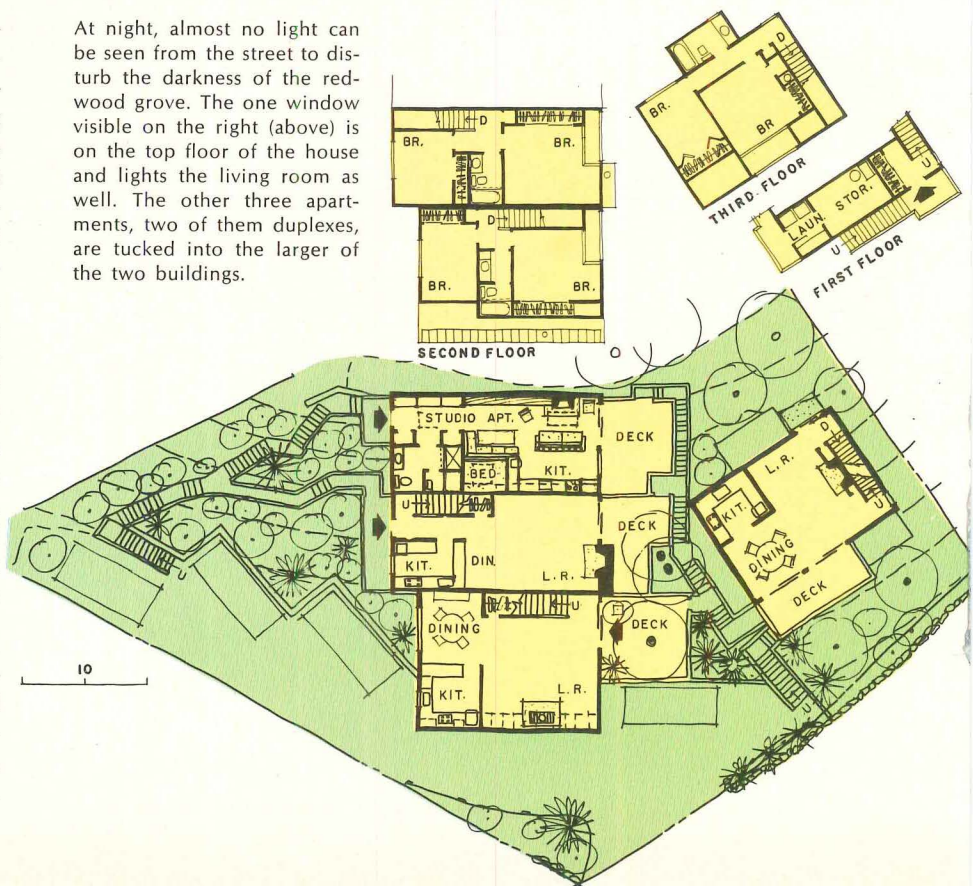 At night, almost no light can
be seen from the street to dis-
turb the darkness of the red-
wood grove. The one window
visible on the right (above) is
on the top floor of the house
and lights the living room as
well. The other three apart-
ments, two of them duplexes,
are tucked into the larger of
the two buildings.
D
BR.
BR.
D
BR.
BR.
SECOND FLOOR
D
BR.
BR
THIRD FLOOR
U
STOR.
LAUN.
U
FIRST FLOOR
STUDIO APT.
DECK
KIT.
BED
U
DECK
KIT.
DIN.
L.R.
U
DINING
DECK
KIT.
L.R.
U
D
L.R.
U
KIT.
DINING
DECK
U
10